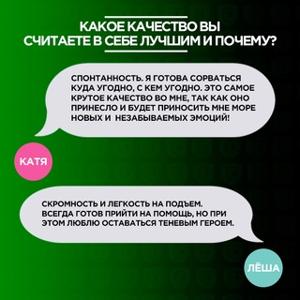 КАКОЕ КАЧЕСТВО ВЫ
СЧИТАЕТЕ В СЕБЕ ЛУЧШИМ И ПОЧЕМУ?
СПОНТАННОСТЬ. Я ГОТОВА СОРВАТЬСЯ
КУДА УГОДНО, С КЕМ УГОДНО. ЭТО САМОЕ
КРУТОЕ КАЧЕСТВО ВО МНЕ, ТАК КАК ОНО
ПРИНЕСЛО И БУДЕТ ПРИНОСИТЬ МНЕ МОРЕ
НОВЫХ И НЕЗАБЫВАЕМЫХ ЭМОЦИЙ!
КАТЯ
СКРОМНОСТЬ И ЛЕГКОСТЬ НА ПОДЪЕМ.
ВСЕГДА ГОТОВ ПРИЙТИ НА ПОМОЩЬ, НО ПРИ
ЭТОМ ЛЮБЛЮ ОСТАВАТЬСЯ ТЕНЕВЫМ ГЕРОЕМ.
ЛЁША